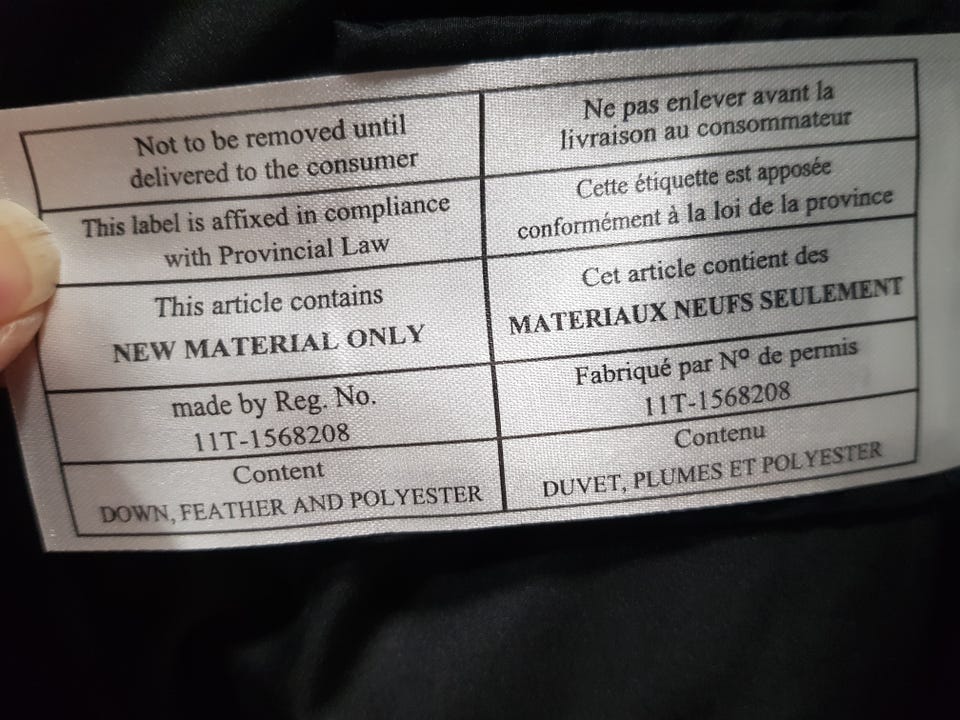 Not to be removed until
delivered to the consumer
Ne pas enlever avant la
livraison au consommateur
This label is affixed in compliance
with Provincial Law
Cette étiquette est apposée
conformément à la loi de la province
This article contains
NEW MATERIAL ONLY
Cet article contient des
MATERIAUX NEUFS SEULEMENT
made by Reg. No.
11T-1568208
Fabriqué par Nº de permis
11T-1568208
Content
DOWN, FEATHER AND POLYESTER
Contenu
DUVET, PLUMES ET POLYESTER